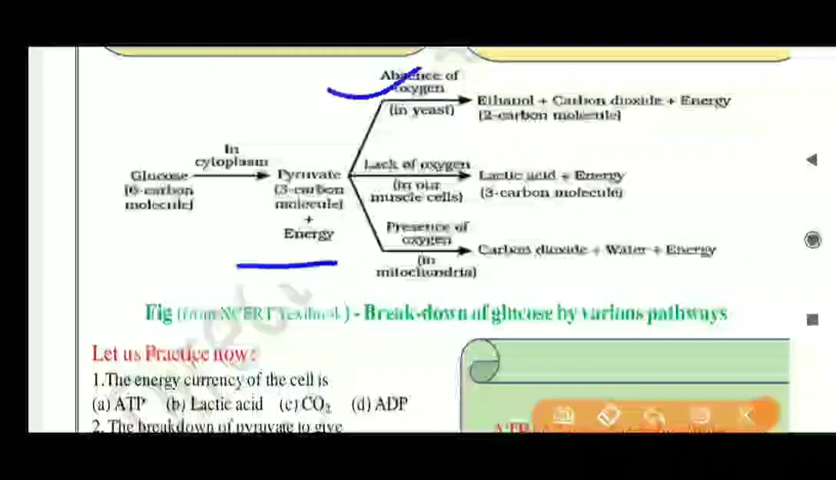 Absence of
oxygen
(in yeast)
Ethanol + Carbon dioxide + Energy
(2-carbon molecule)
In
cytoplasm
Glucose
(6-carbon
molecule)
Pyruvate
(3-carbon
molecule)
+
Energy
Lack of oxygen
(in our
muscle cells)
Lactic acid + Energy
(3-carbon molecule)
Presence of
oxygen
(in
mitochondria)
Carbon dioxide + Water + Energy
Fig (from NCERT Textbook) - Break-down of glucose by various pathways
Let us Practice now:
1.The energy currency of the cell is
(a) ATP (b) Lactic acid (c) CO₂ (d) ADP
2. The breakdown of pyruvate to give